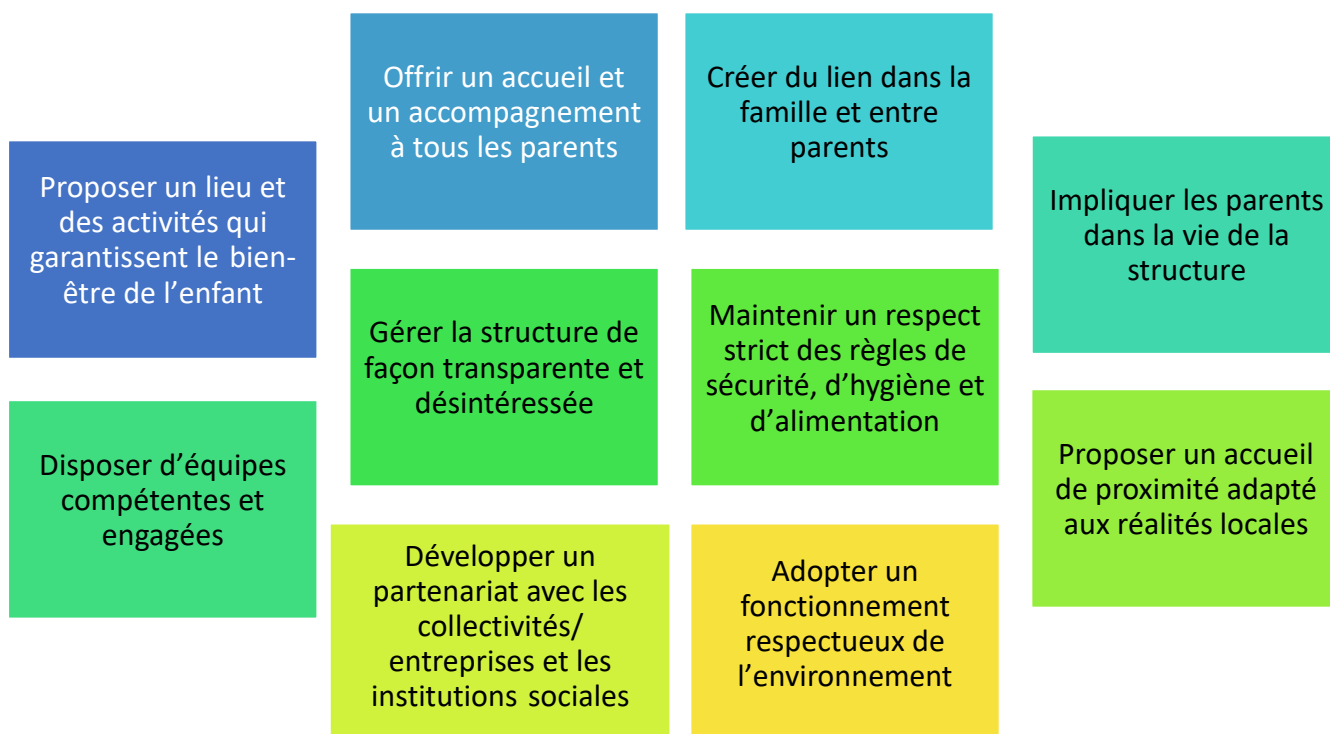 Offrir un accueil et
un accompagnement
à tous les parents
Créer du lien dans la
famille et entre
parents
Proposer un lieu et
des activités qui
garantissent le bien-
être de l’enfant
Impliquer les parents
dans la vie de la
structure
Gérer la structure de
façon transparente et
désintéressée
Maintenir un respect
strict des règles de
sécurité, d’hygiène et
d’alimentation
Disposer d’équipes
compétentes et
engagées
Proposer un accueil
de proximité adapté
aux réalités locales
Développer un
partenariat avec les
collectivités/
entreprises et les
institutions sociales
Adopter un
fonctionnement
respectueux de
l’environnement